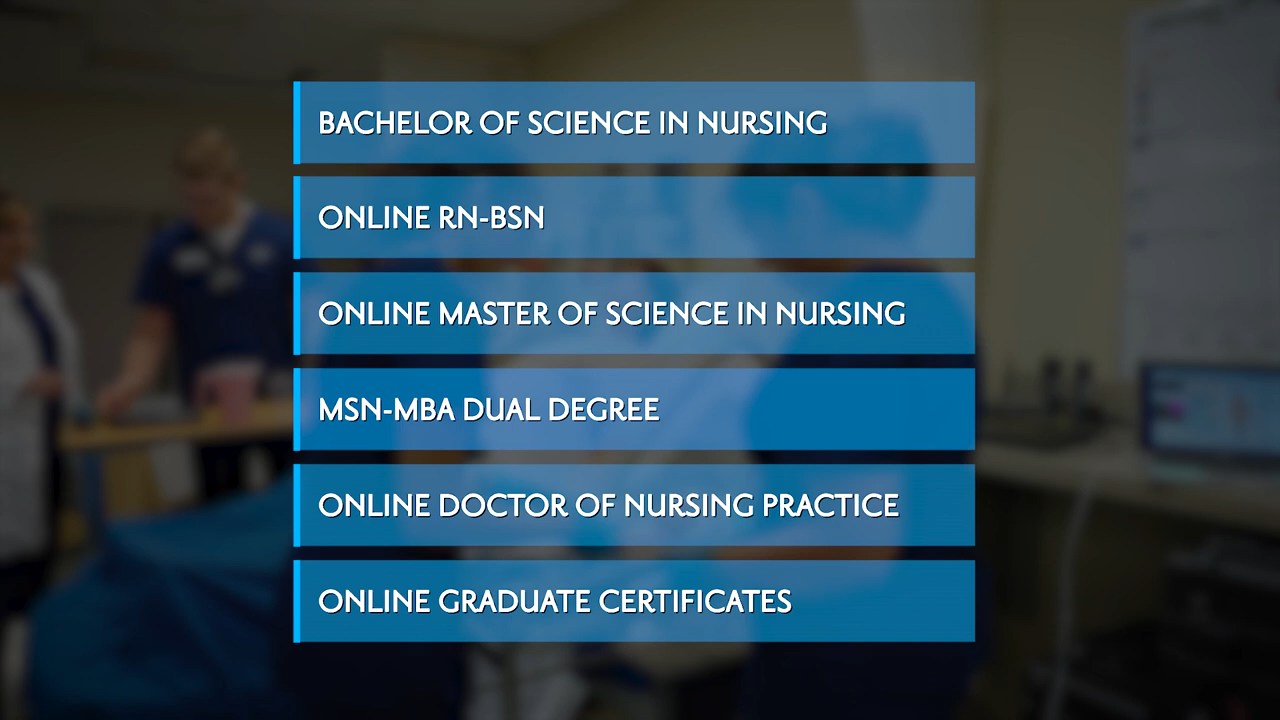 BACHELOR OF SCIENCE IN NURSING
ONLINE RN-BSN
ONLINE MASTER OF SCIENCE IN NURSING
MSN-MBA DUAL DEGREE
ONLINE DOCTOR OF NURSING PRACTICE
ONLINE GRADUATE CERTIFICATES